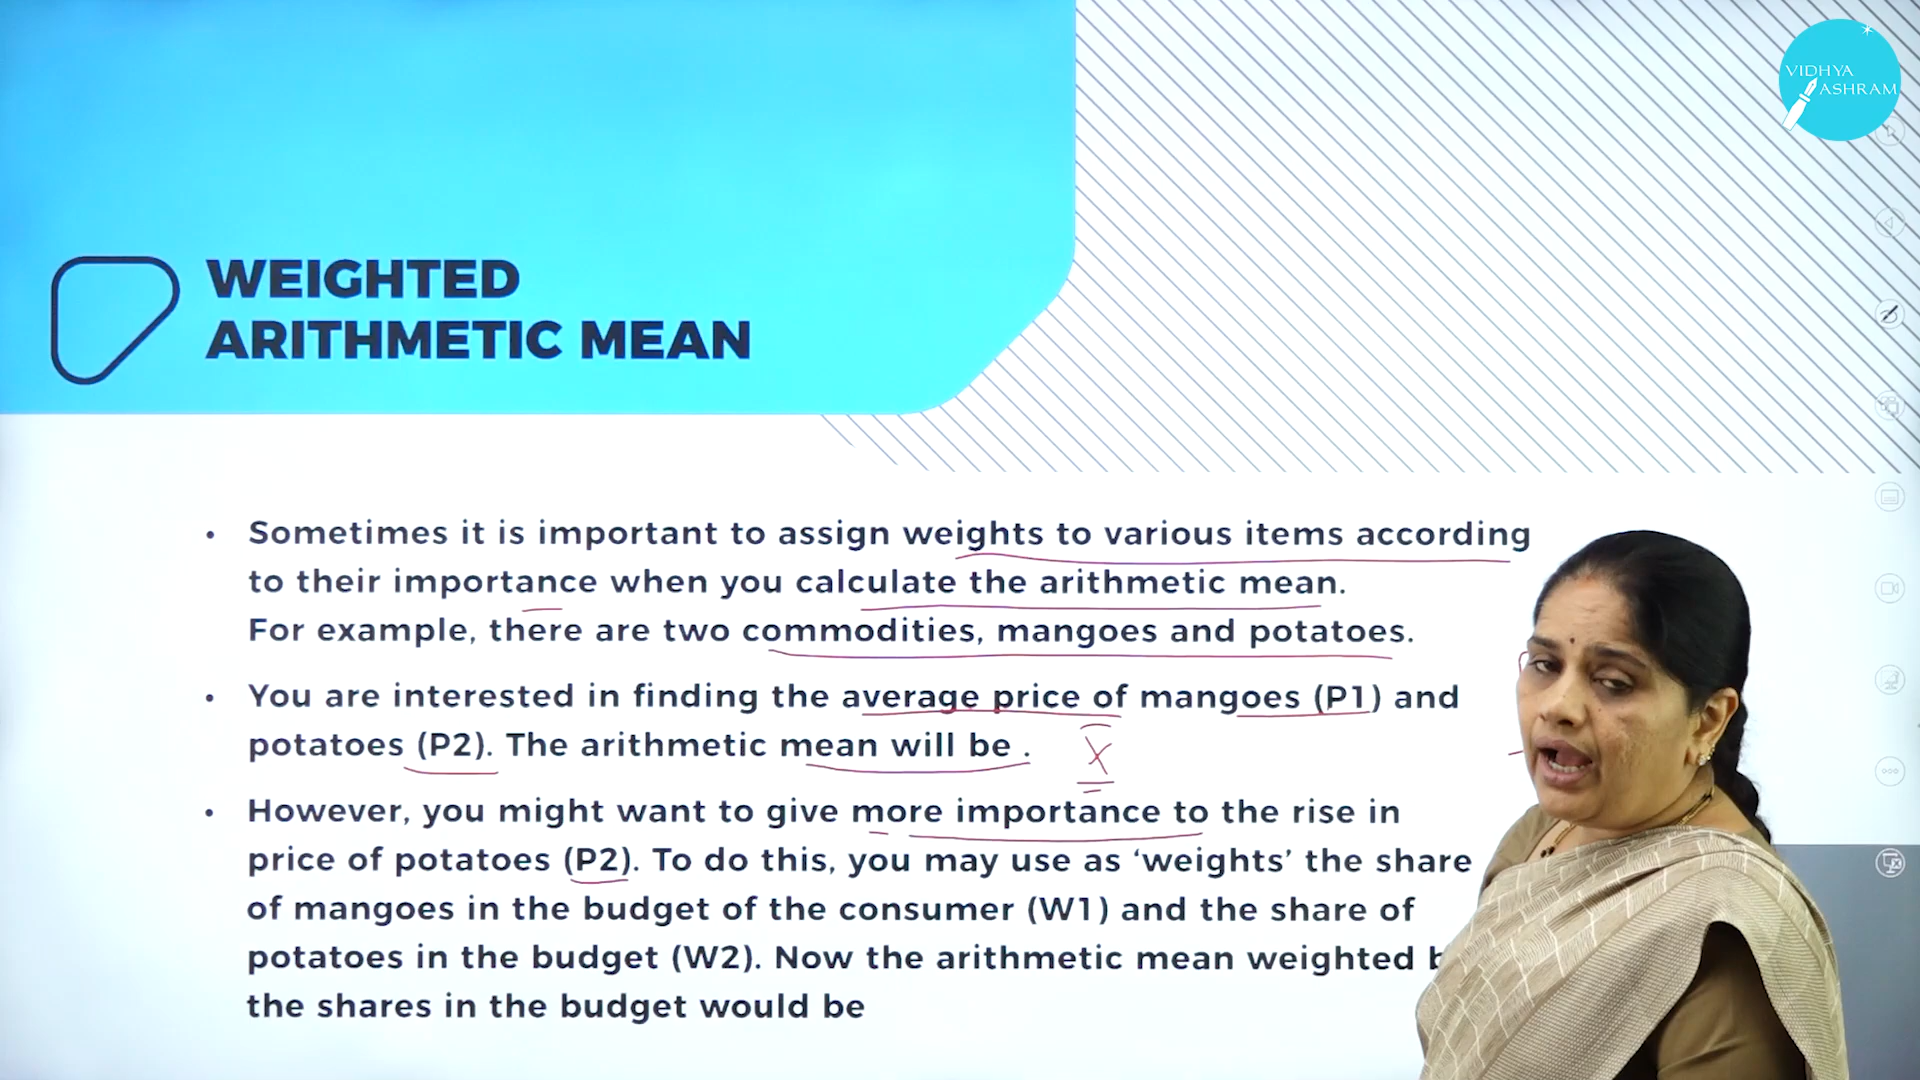 VIDHYA
ASHRAM
WEIGHTED
ARITHMETIC MEAN
• Sometimes it is important to assign weights to various items according
to their importance when you calculate the arithmetic mean.
For example, there are two commodities, mangoes and potatoes.
• You are interested in finding the average price of mangoes (P1) and
potatoes (P2). The arithmetic mean will be .
X̄
• However, you might want to give more importance to the rise in
price of potatoes (P2). To do this, you may use as ‘weights’ the share
of mangoes in the budget of the consumer (W1) and the share of
potatoes in the budget (W2). Now the arithmetic mean weighted
the shares in the budget would be